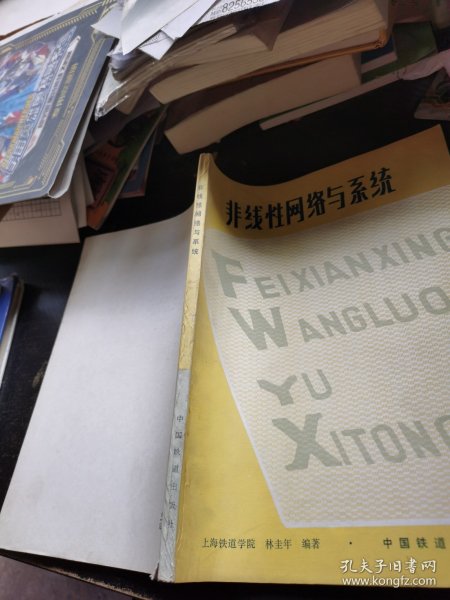 非线性网络与系统
FEIXIANXING
WANGLUO
YU
XITONG
上海铁道学院 林圭年 编著 · 中国铁道
非线性网络与系统
中国铁道出版社
孔夫子旧书网
www.kongfz.com